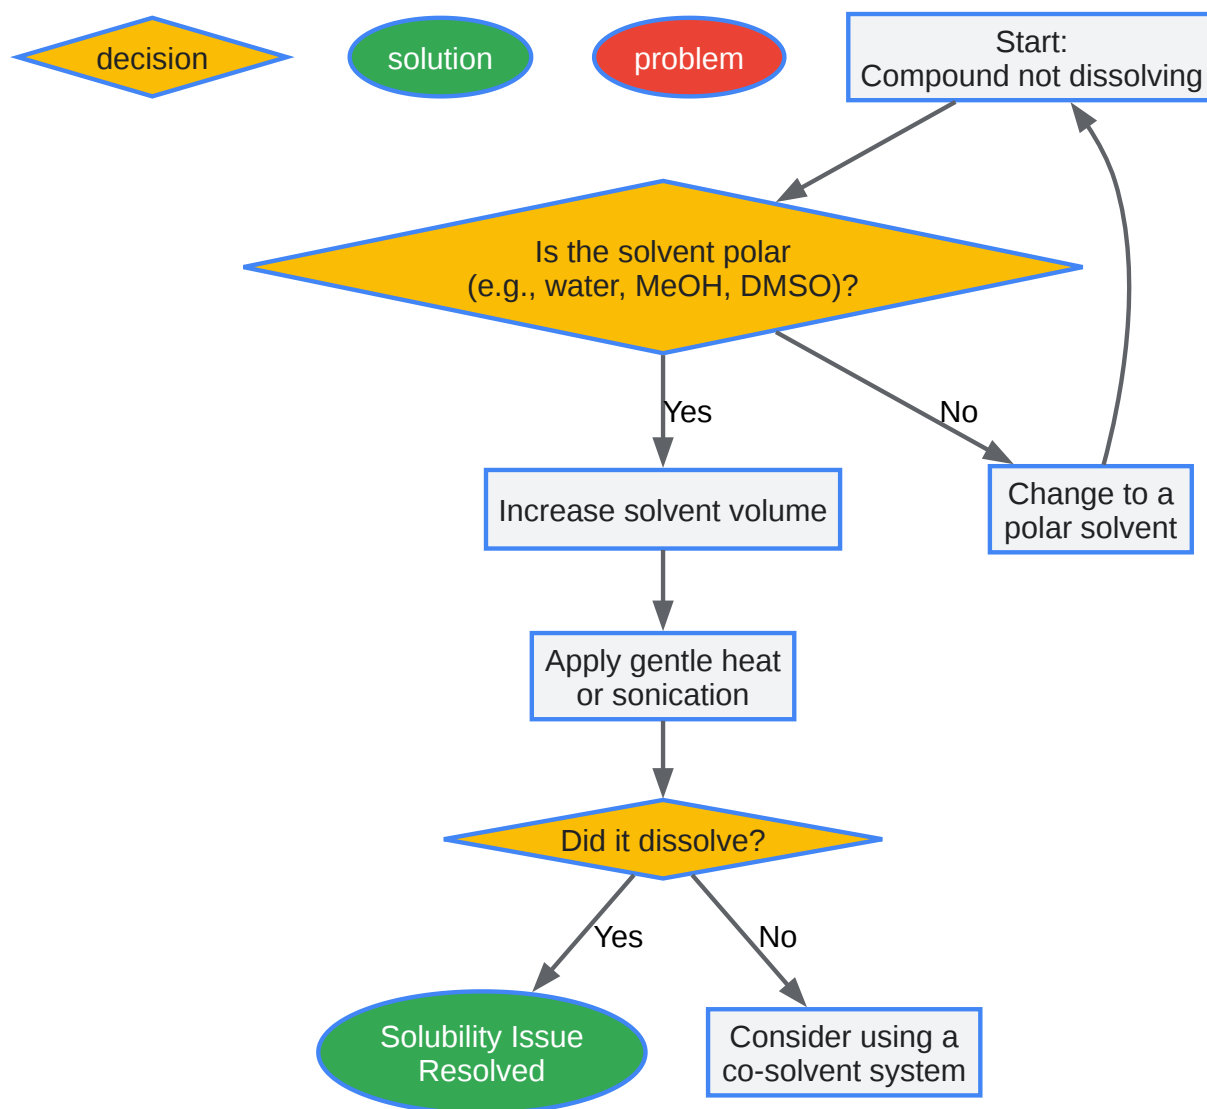 decision
solution
problem
Start:
Compound not dissolving
Is the solvent polar
(e.g., water, MeOH, DMSO)?
Yes
No
Increase solvent volume
Change to a
polar solvent
Apply gentle heat
or sonication
Did it dissolve?
Yes
No
Solubility Issue
Resolved
Consider using a
co-solvent system